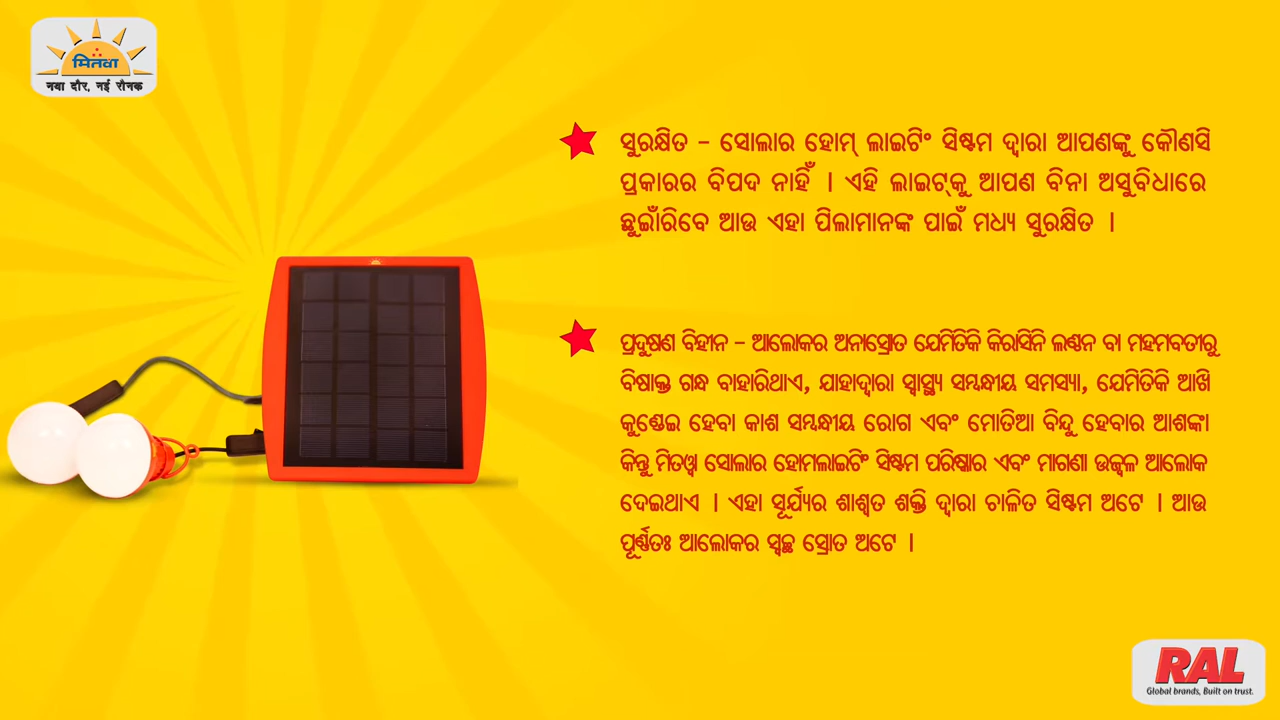 मितवा
नया दौर, नई रौनक
ସୁରକ୍ଷିତ – ସୋଲାର ହୋମ୍ ଲାଇଟିଂ ସିଷ୍ଟମ ଦ୍ୱାରା ଆପଣଙ୍କୁ କୌଣସି
ପ୍ରକାରର ବିପଦ ନାହିଁ । ଏହି ଲାଇଟ୍‌କୁ ଆପଣ ବିନା ଅସୁବିଧାରେ
ଛୁଇାଁରିବେ ଆଉ ଏହା ପିଲାମାନଙ୍କ ପାଇଁ ମଧ୍ୟ ସୁରକ୍ଷିତ ।
ପ୍ରଦୁଷଣ ବିହୀନ – ଆଲୋକର ଅନାସ୍ରୋତ ଯେମିତିକି କିରାସିନି ଲଣ୍ଠନ ବା ମହମବତୀରୁ
ବିଷାକ୍ତ ଗନ୍ଧ ବାହାରିଥାଏ, ଯାହାଦ୍ୱାରା ସ୍ୱାସ୍ଥ୍ୟ ସମ୍ଭନ୍ଧୀୟ ସମସ୍ୟା, ଯେମିତିକି ଆଖି
କୁଣ୍ଡେଇ ହେବା କାଶ ସମ୍ଭନ୍ଧୀୟ ରୋଗ ଏବଂ ମୋତିଆ ବିନ୍ଦୁ ହେବାର ଆଶଙ୍କା
କିନ୍ତୁ ମିତୱା ସୋଲାର ହୋମଲାଇଟିଂ ସିଷ୍ଟମ ପରିଷ୍କାର ଏବଂ ମାଗଣା ଉଜ୍ଜ୍ୱଳ ଆଲୋକ
ଦେଇଥାଏ । ଏହା ସୂର୍ଯ୍ୟର ଶାଶ୍ୱତ ଶକ୍ତି ଦ୍ୱାରା ଚାଳିତ ସିଷ୍ଟମ ଅଟେ । ଆଉ
ପୂର୍ଣ୍ଣତଃ ଆଲୋକର ସ୍ୱଚ୍ଛ ସ୍ରୋତ ଅଟେ ।
RAL
Global brands, Built on trust.